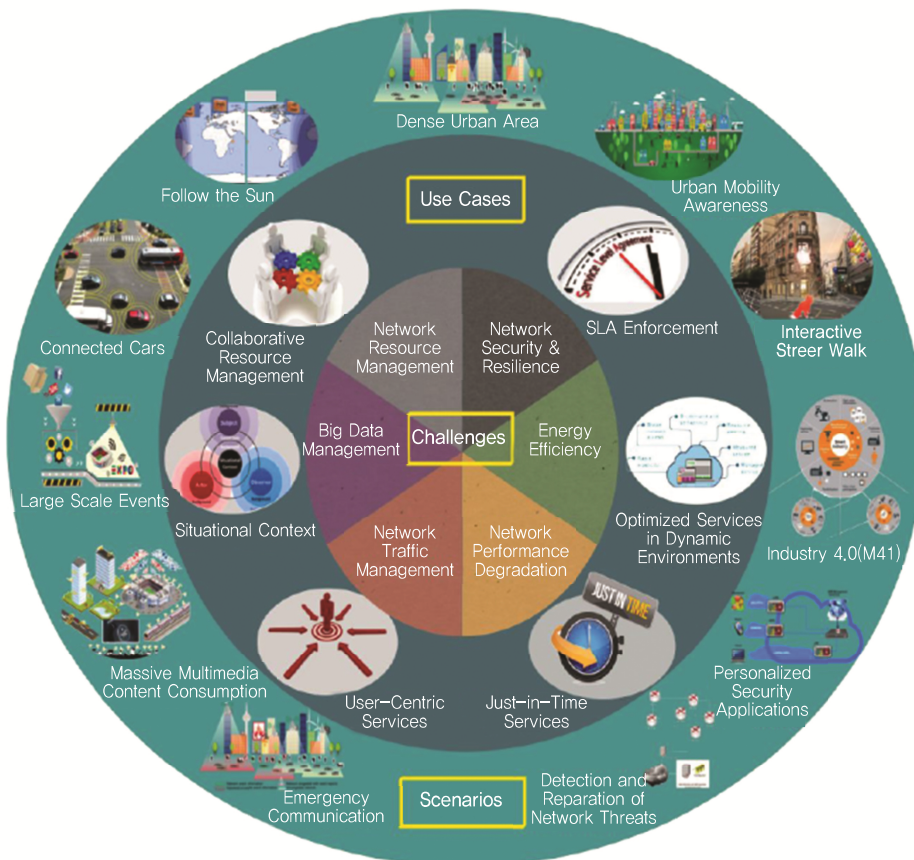 Dense Urban Area
Follow the Sun
Urban Mobility
Awareness
Use Cases
Connected Cars
Collaborative
Resource
Management
Service Level Agreement
SLA Enforcement
Interactive
Streer Walk
Network
Resource
Management
Network
Security &
Resilience
Big Data
Management
Challenges
Energy
Efficiency
Network
Traffic
Management
Network
Performance
Degradation
EXPO
Large Scale Events
Situational Context
Optimized Services
in Dynamic
Environments
Industry 4.0(M41)
JUST IN TIME
Massive Multimedia
Content Consumption
User-Centric
Services
Just-in-Time
Services
Personalized
Security
Applications
Emergency
Communication
Scenarios
Detection and
Reparation of
Network Threats